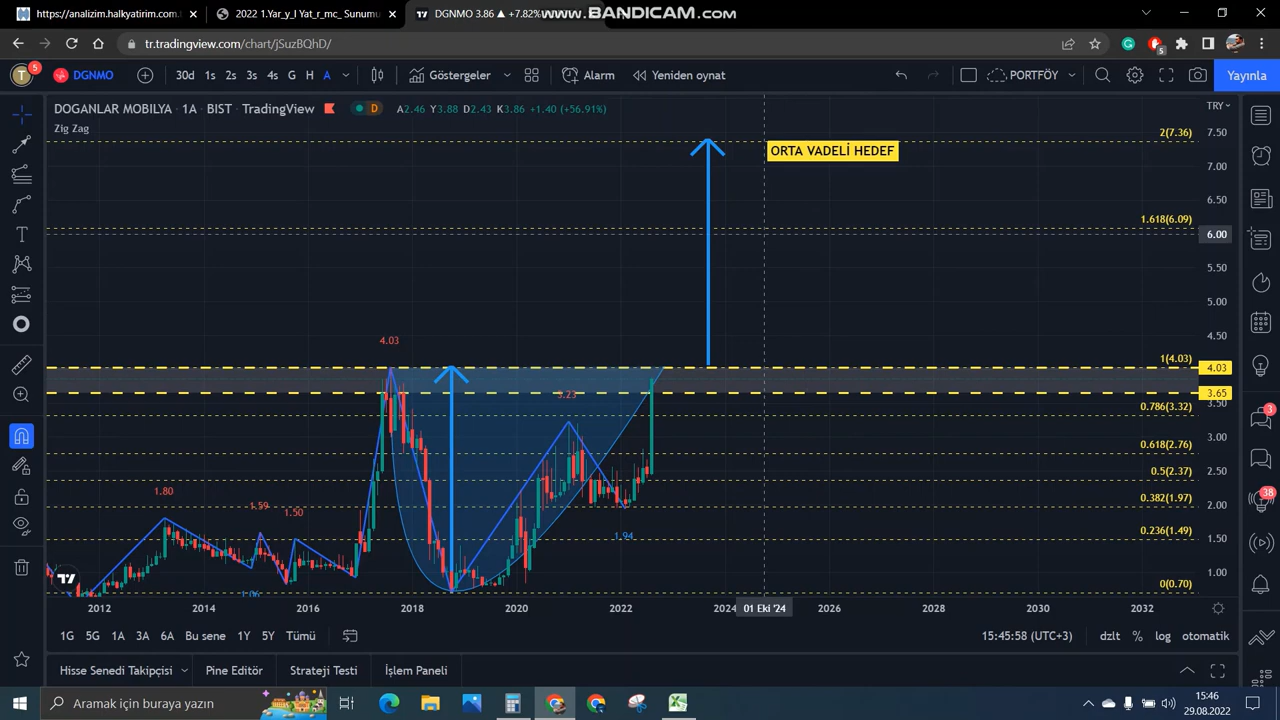 https://analizim.halkyatirim.com.
2022 1.Yar_y_l Yat_r_mc_ Sunumu
DGNMO 3.86 ▲ +7.82%
www.BANDICAM.com
tr.tradingview.com/chart/jSuzBQhD/
5
T
5
DGNMO
30d
1s
2s
3s
4s
G
H
A
Göstergeler
Alarm
Yeniden oynat
PORTFÖY
Yayınla
DOĞANLAR MOBILYA · 1A · BIST · TradingView
D
A2.46 Y3.88 D2.43 K3.86 +1.40 (+56.91%)
TRY
Zig Zag
2(7.36)
7.50
ORTA VADELİ HEDEF
7.00
6.50
1.618(6.09)
6.00
5.50
5.00
4.50
4.03
1(4.03)
4.03
3.65
3.23
3.50
0.786(3.32)
3.00
0.618(2.76)
0.5(2.37)
2.50
1.80
0.382(1.97)
2.00
1.59
1.50
1.94
0.236(1.49)
1.50
1.00
0(0.70)
1.06
2012
2014
2016
2018
2020
2022
2024
01 Eki '24
2026
2028
2030
2032
3
38
1G
5G
1A
3A
6A
Bu sene
1Y
5Y
Tümü
15:45:58 (UTC+3)
dzlt
%
log
otomatik
Hisse Senedi Takipçisi
Pine Editör
Strateji Testi
İşlem Paneli
Aramak için buraya yazın
15:46
29.08.2022